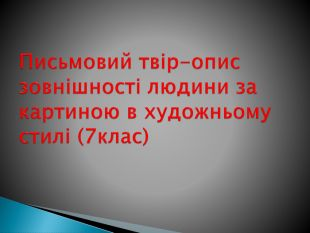 Письмовий твір-опис
зовнішності людини за
картиною в художньому
стилі (7клас)